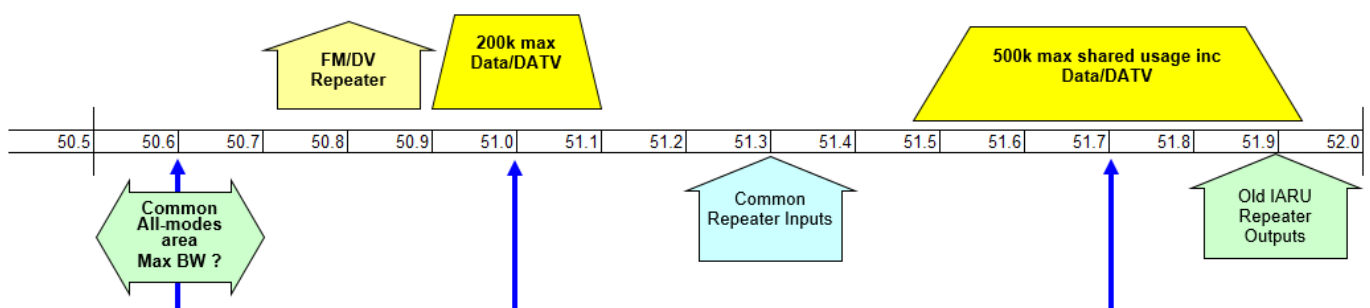 FM/DV
Repeater
200k max
Data/DATV
500k max shared usage inc
Data/DATV
50.5 50.6 50.7 50.8 50.9 51.0 51.1 51.2 51.3 51.4 51.5 51.6 51.7 51.8 51.9 52.0
Common
All-modes
area
Max BW ?
Common
Repeater Inputs
Old IARU
Repeater
Outputs